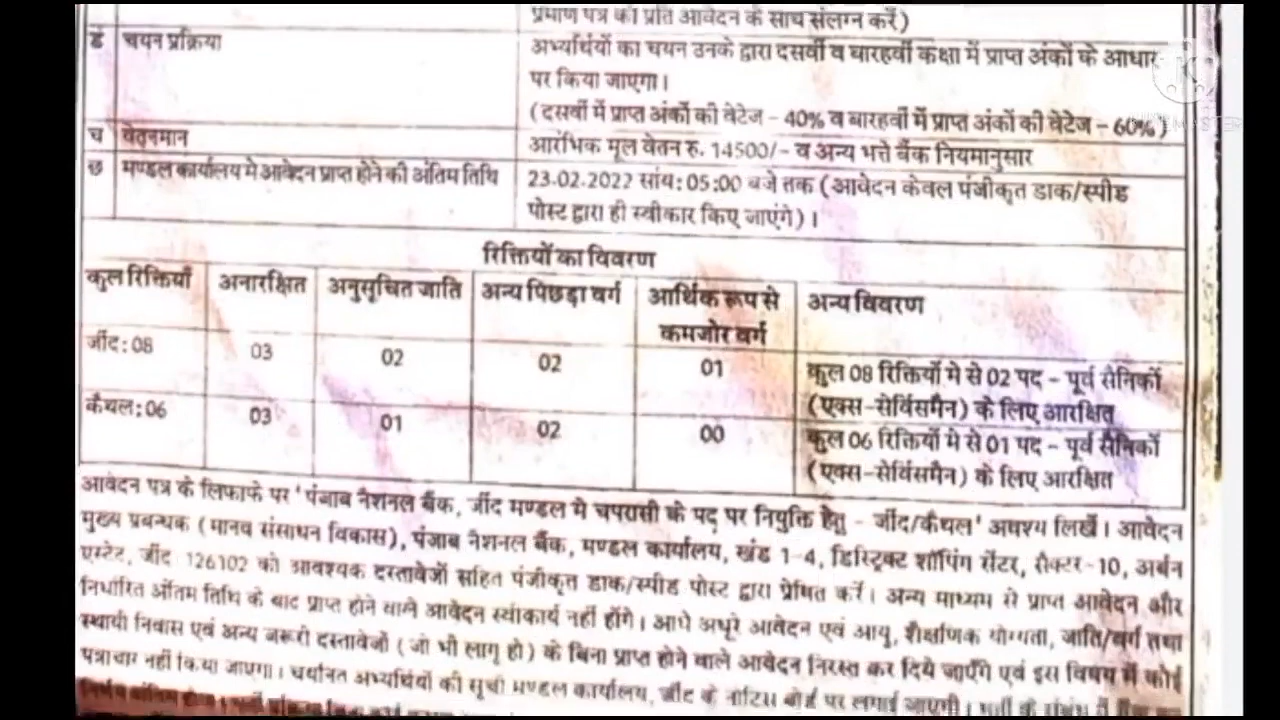 प्रमाण पत्र की प्रति आवेदन के साथ संलग्न करें)
ड चयन प्रक्रिया
अभ्यर्थियों का चयन उनके द्वारा दसवीं व बारहवीं कक्षा में प्राप्त अंकों के आधार
पर किया जाएगा।
(दसवीं में प्राप्त अंकों की वेटेज - 40% व बारहवीं में प्राप्त अंकों की वेटेज - 60%)
च वेतनमान
आरंभिक मूल वेतन रु. 14500/- व अन्य भत्ते बैंक नियमानुसार
छ मण्डल कार्यालय मे आवेदन प्राप्त होने की अंतिम तिथि
23.02.2022 सांय: 05:00 बजे तक (आवेदन केवल पंजीकृत डाक/स्पीड
पोस्ट द्वारा ही स्वीकार किए जाएंगे)।
रिक्तियों का विवरण
कुल रिक्तियाँ अनारक्षित अनुसूचित जाति अन्य पिछड़ा वर्ग आर्थिक रूप से अन्य विवरण
कमजोर वर्ग
जींद: 08 03 02 02 01 कुल 08 रिक्तियों मे से 02 पद - पूर्व सैनिकों
(एक्स-सेर्विसमैन) के लिए आरक्षित
कैथल: 06 03 01 02 00 कुल 06 रिक्तियों मे से 01 पद - पूर्व सैनिकों
(एक्स-सेर्विसमैन) के लिए आरक्षित
आवेदन पत्र के लिफाफे पर 'पंजाब नैशनल बैंक, जींद मण्डल मे चपरासी के पद पर नियुक्ति हेतु - जींद/कैथल' अवश्य लिखें। आवेदन
मुख्य प्रबन्धक (मानव संसाधन विकास), पंजाब नैशनल बैंक, मण्डल कार्यालय, खंड 1-4, डिस्ट्रिक्ट शॉपिंग सेंटर, सैक्टर-10, अर्बन
एस्टेट, जींद 126102 को आवश्यक दस्तावेजों सहित पंजीकृत डाक/स्पीड पोस्ट द्वारा प्रेषित करें। अन्य माध्यम से प्राप्त आवेदन और
निर्धारित अंतिम तिथि के बाद प्राप्त होने वाले आवेदन स्वीकार्य नहीं होंगे। आधे अधूरे आवेदन एवं आयु, शैक्षणिक योग्यता, जाति/वर्ग तथा
स्थायी निवास एवं अन्य जरूरी दस्तावेजों (जो भी लागू हो) के बिना प्राप्त होने वाले आवेदन निरस्त कर दिये जाएँगे एवं इस विषय में कोई
पत्राचार नहीं किया जाएगा। चयनित अभ्यर्थियों की सूची मण्डल कार्यालय, जींद के नोटिस बोर्ड पर लगाई जाएगी।